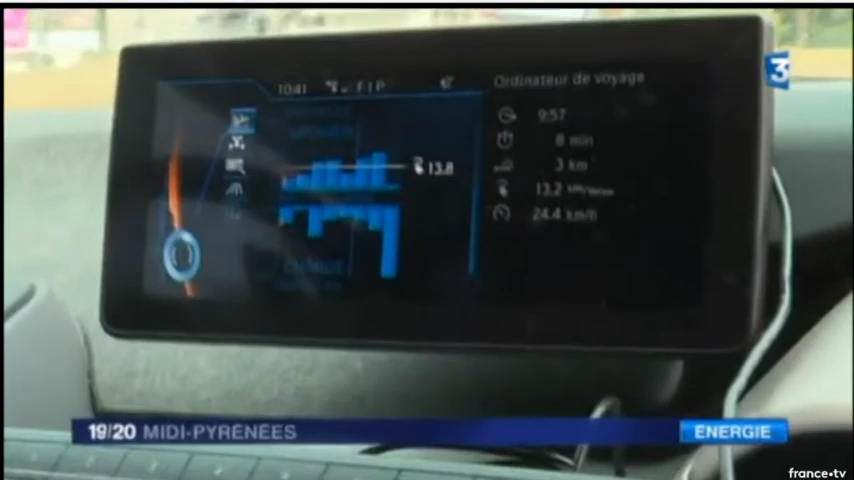 3
10:41
FIP
Ordinateur de voyage
9:57
8 min
3 km
13.8
13.2
24.4 km/h
19/20 MIDI-PYRENEES
ENERGIE
france•tv